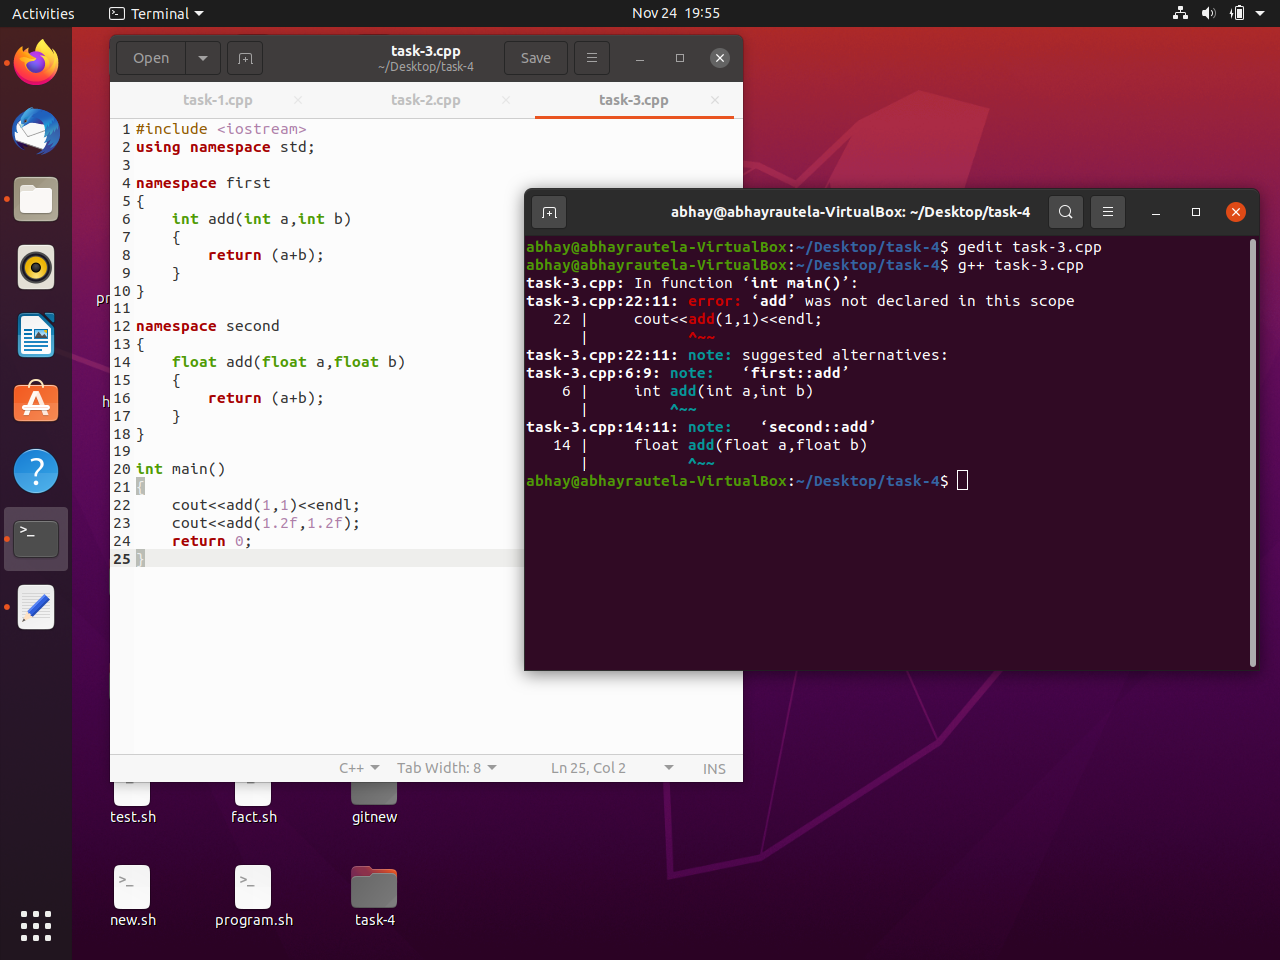 Activities
Terminal
Nov 24 19:55
Open
task-3.cpp
~/Desktop/task-4
Save
task-1.cpp
task-2.cpp
task-3.cpp
1 #include <iostream>
2 using namespace std;
3
4 namespace first
5 {
6     int add(int a,int b)
7     {
8         return (a+b);
9     }
10 }
11
12 namespace second
13 {
14     float add(float a,float b)
15     {
16         return (a+b);
17     }
18 }
19
20 int main()
21 {
22     cout<<add(1,1)<<endl;
23     cout<<add(1.2f,1.2f);
24     return 0;
25 }
C++
Tab Width: 8
Ln 25, Col 2
INS
abhay@abhayrautela-VirtualBox: ~/Desktop/task-4
abhay@abhayrautela-VirtualBox:~/Desktop/task-4$ gedit task-3.cpp
abhay@abhayrautela-VirtualBox:~/Desktop/task-4$ g++ task-3.cpp
task-3.cpp: In function ‘int main()’:
task-3.cpp:22:11: error: ‘add’ was not declared in this scope
   22 |     cout<<add(1,1)<<endl;
      |           ^~~
task-3.cpp:22:11: note: suggested alternatives:
task-3.cpp:6:9: note:   ‘first::add’
    6 |     int add(int a,int b)
      |         ^~~
task-3.cpp:14:11: note:   ‘second::add’
   14 |     float add(float a,float b)
      |           ^~~
abhay@abhayrautela-VirtualBox:~/Desktop/task-4$
test.sh
fact.sh
gitnew
new.sh
program.sh
task-4